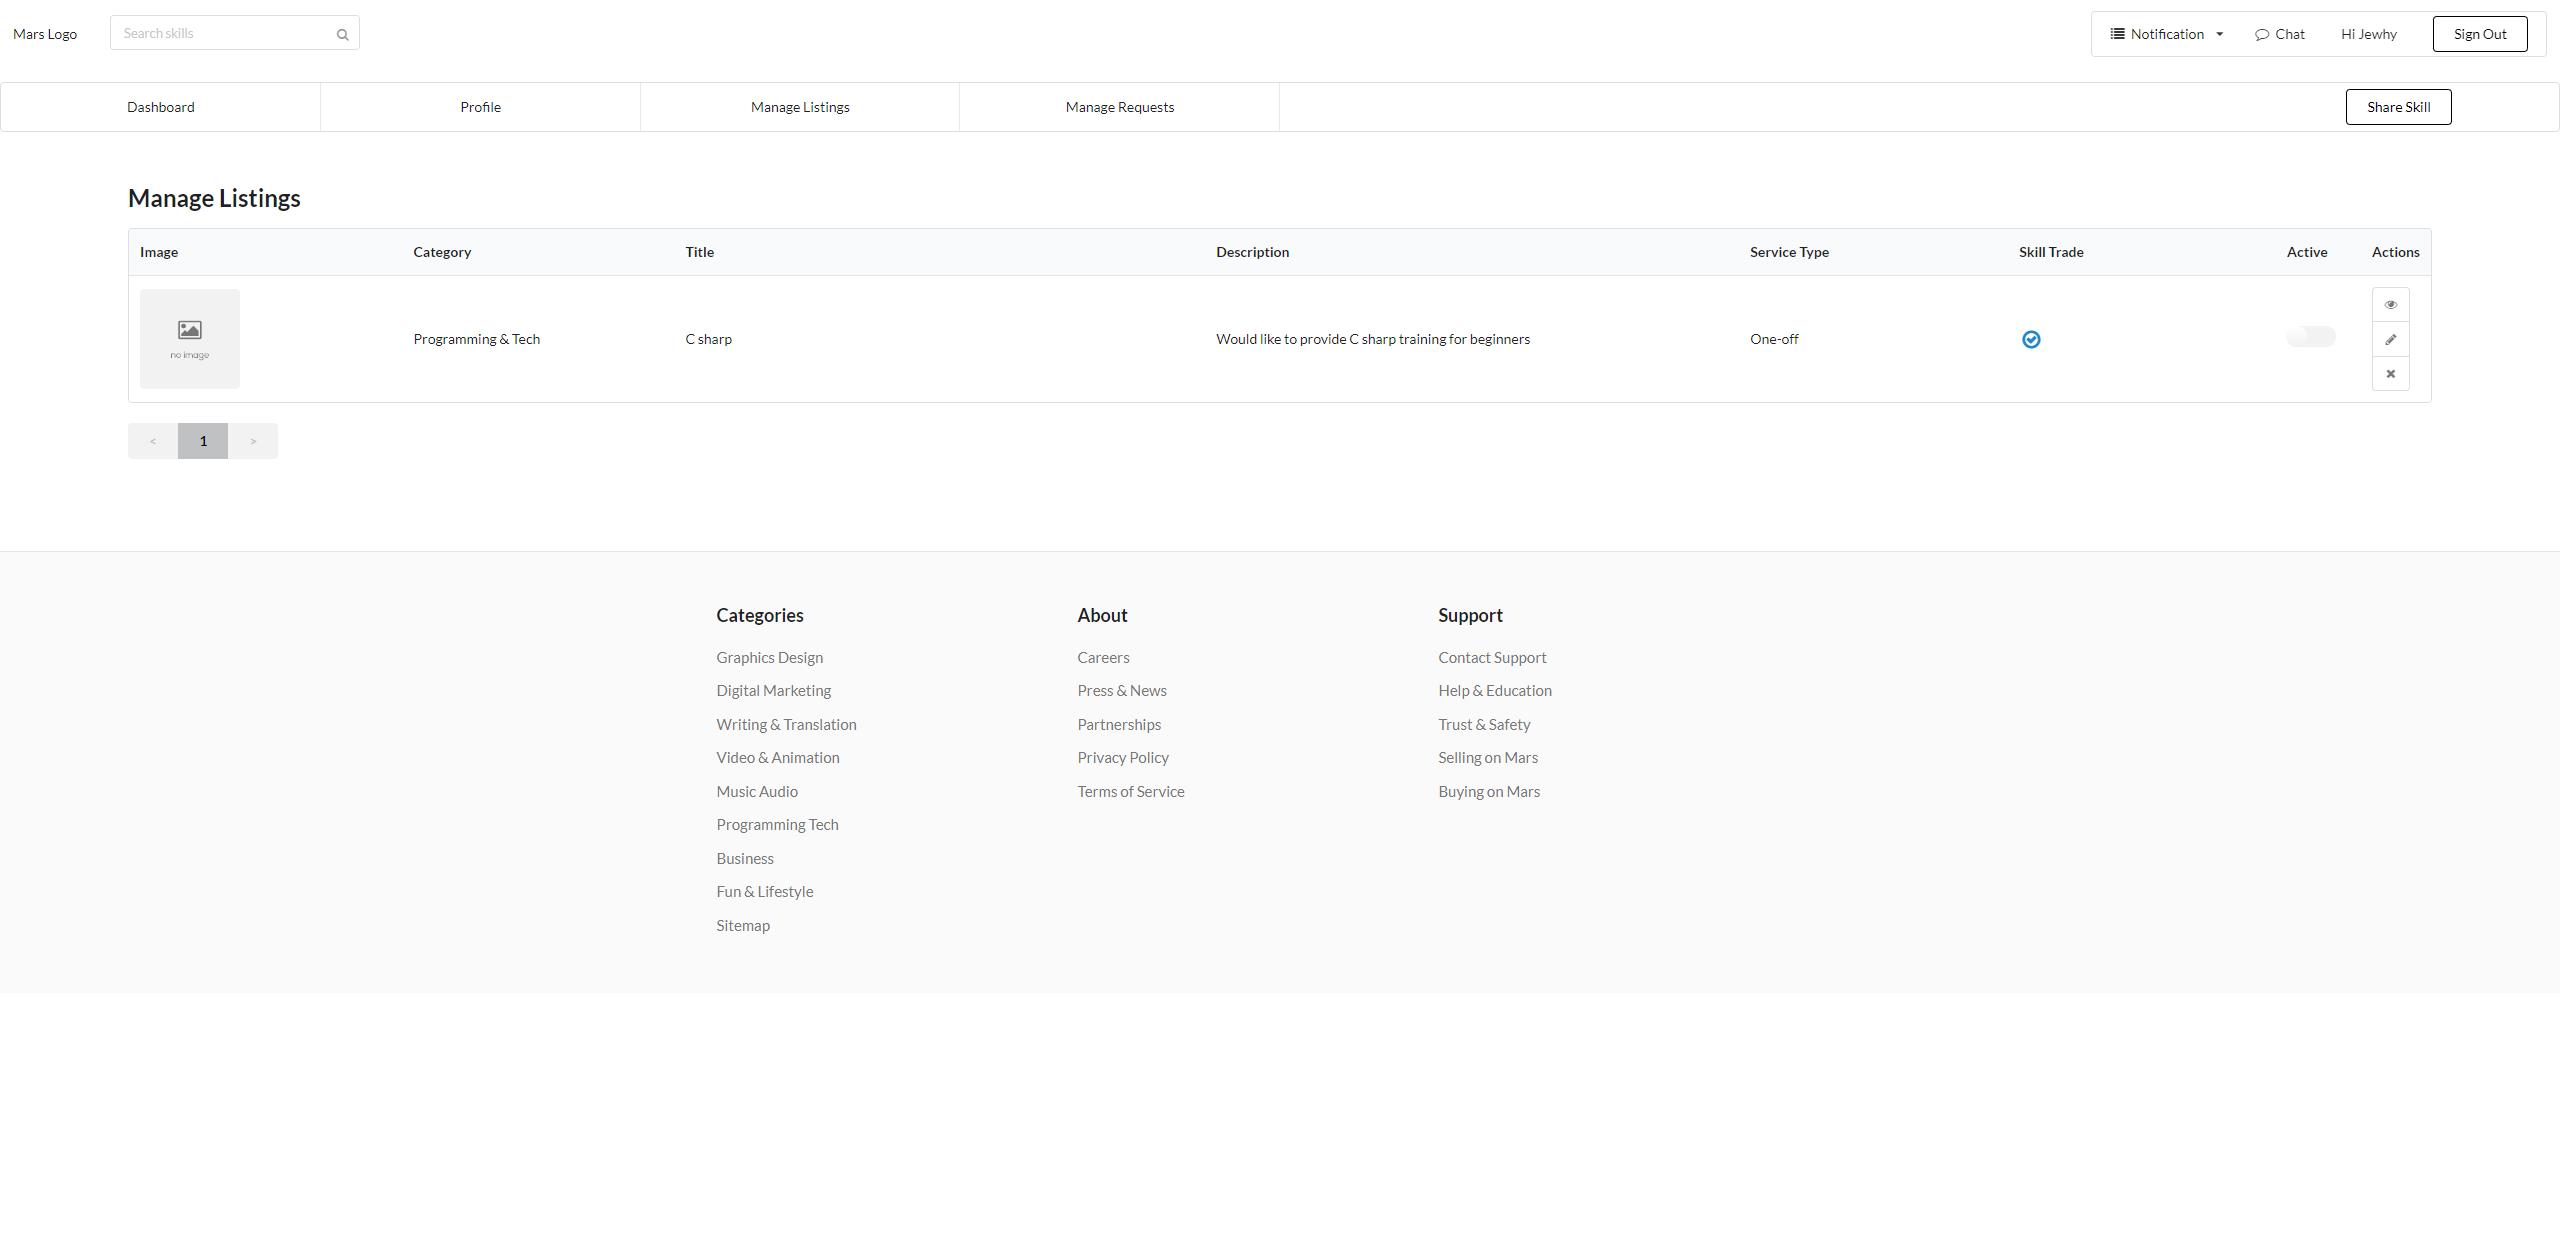 Mars Logo
Search skills
Notification
Chat
Hi Jewhy
Sign Out
Dashboard
Profile
Manage Listings
Manage Requests
Share Skill
Manage Listings
Image Category Title Description Service Type Skill Trade Active Actions
no image
Programming & Tech
C sharp
Would like to provide C sharp training for beginners
One-off
< 1 >
Categories
Graphics Design
Digital Marketing
Writing & Translation
Video & Animation
Music Audio
Programming Tech
Business
Fun & Lifestyle
Sitemap
About
Careers
Press & News
Partnerships
Privacy Policy
Terms of Service
Support
Contact Support
Help & Education
Trust & Safety
Selling on Mars
Buying on Mars